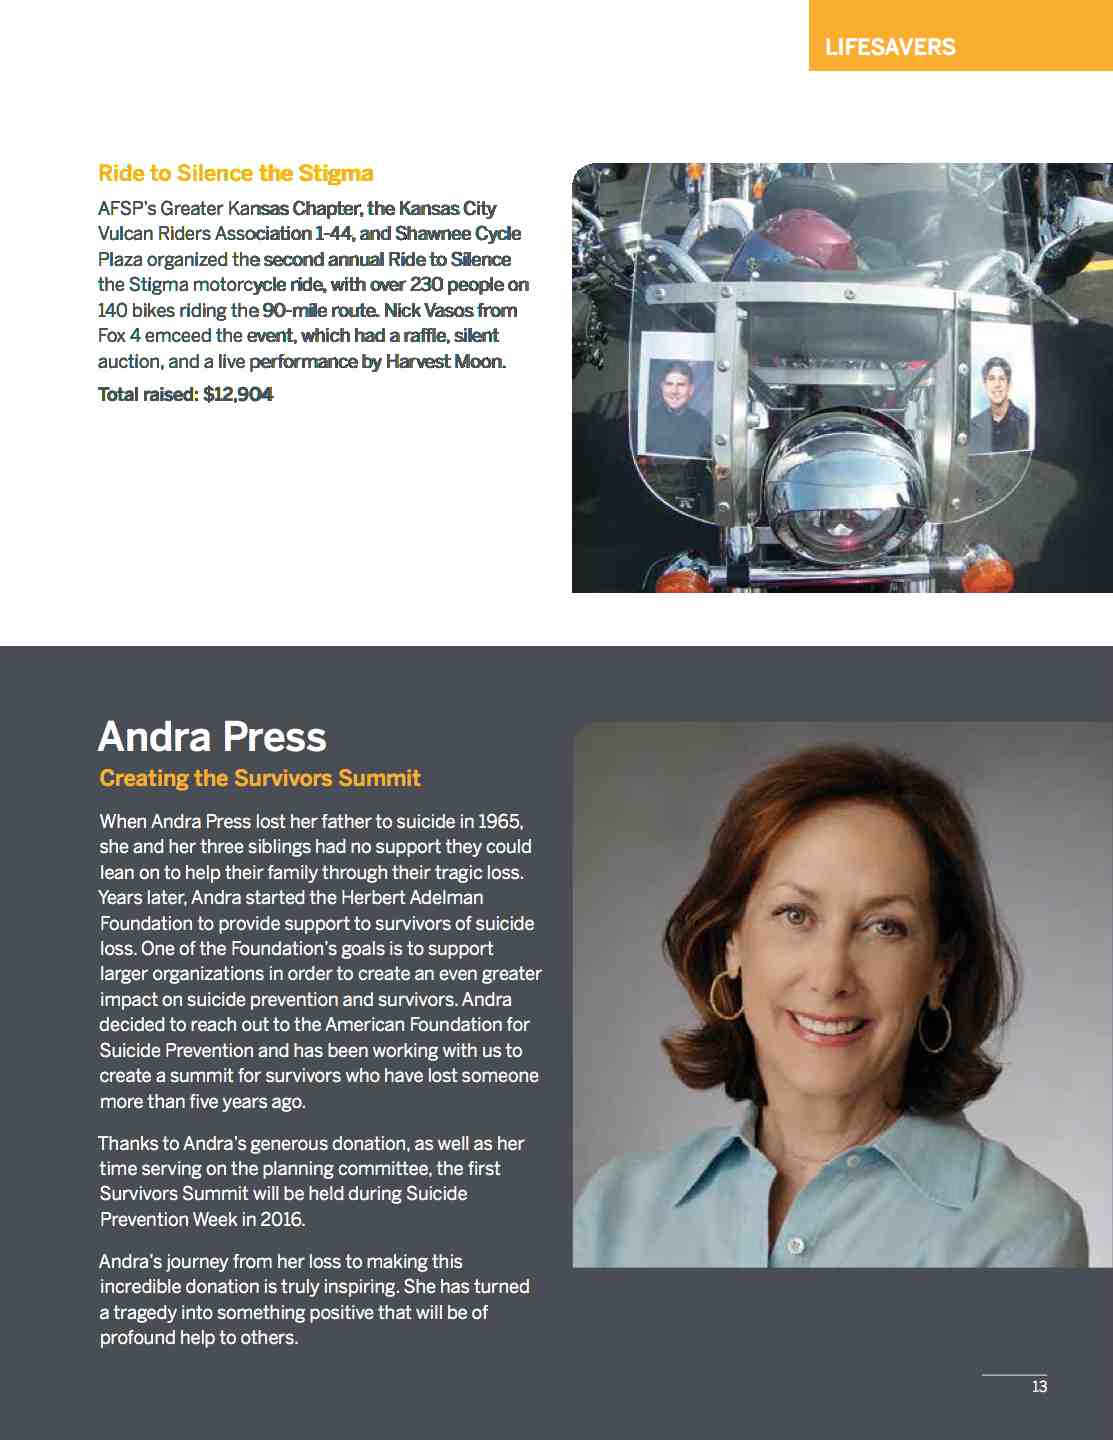 LIFESAVERS
Ride to Silence the Stigma
AFSP's Greater Kansas Chapter, the Kansas City
Vulcan Riders Association 1-44, and Shawnee Cycle
Plaza organized the second annual Ride to Silence
the Stigma motorcycle ride, with over 230 people on
140 bikes riding the 90-mile route. Nick Vasos from
Fox 4 emceed the event, which had a raffle, silent
auction, and a live performance by Harvest Moon.
Total raised: $12,904
Andra Press
Creating the Survivors Summit
When Andra Press lost her father to suicide in 1965,
she and her three siblings had no support they could
lean on to help their family through their tragic loss.
Years later, Andra started the Herbert Adelman
Foundation to provide support to survivors of suicide
loss. One of the Foundation's goals is to support
larger organizations in order to create an even greater
impact on suicide prevention and survivors. Andra
decided to reach out to the American Foundation for
Suicide Prevention and has been working with us to
create a summit for survivors who have lost someone
more than five years ago.
Thanks to Andra's generous donation, as well as her
time serving on the planning committee, the first
Survivors Summit will be held during Suicide
Prevention Week in 2016.
Andra's journey from her loss to making this
incredible donation is truly inspiring. She has turned
a tragedy into something positive that will be of
profound help to others.
13